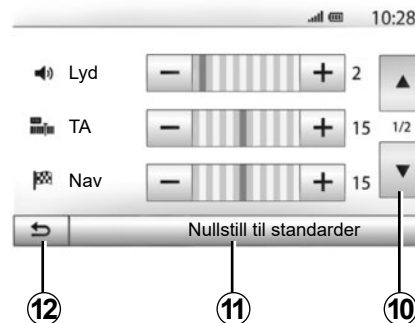 10:28
Lyd − + 2
TA − + 15
1/2
Nav − + 15
Nullstill til standarder
12 11 10